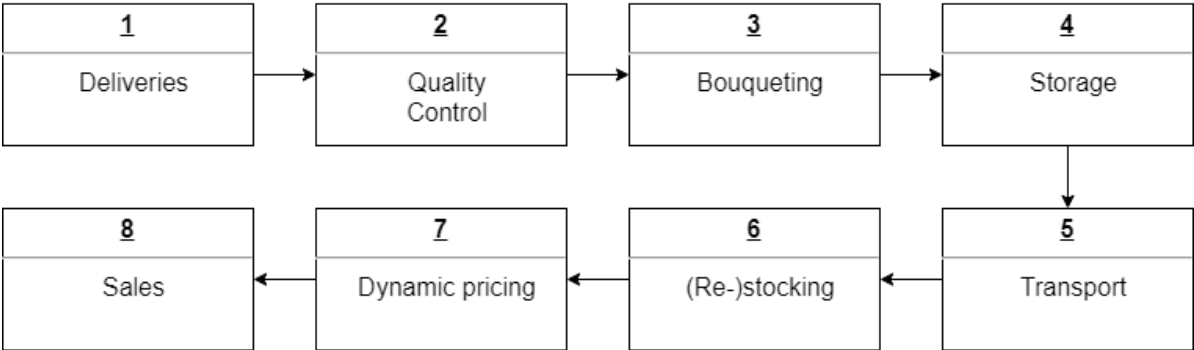 1
Deliveries
2
Quality
Control
3
Bouqueting
4
Storage
5
Transport
6
(Re-)stocking
7
Dynamic pricing
8
Sales